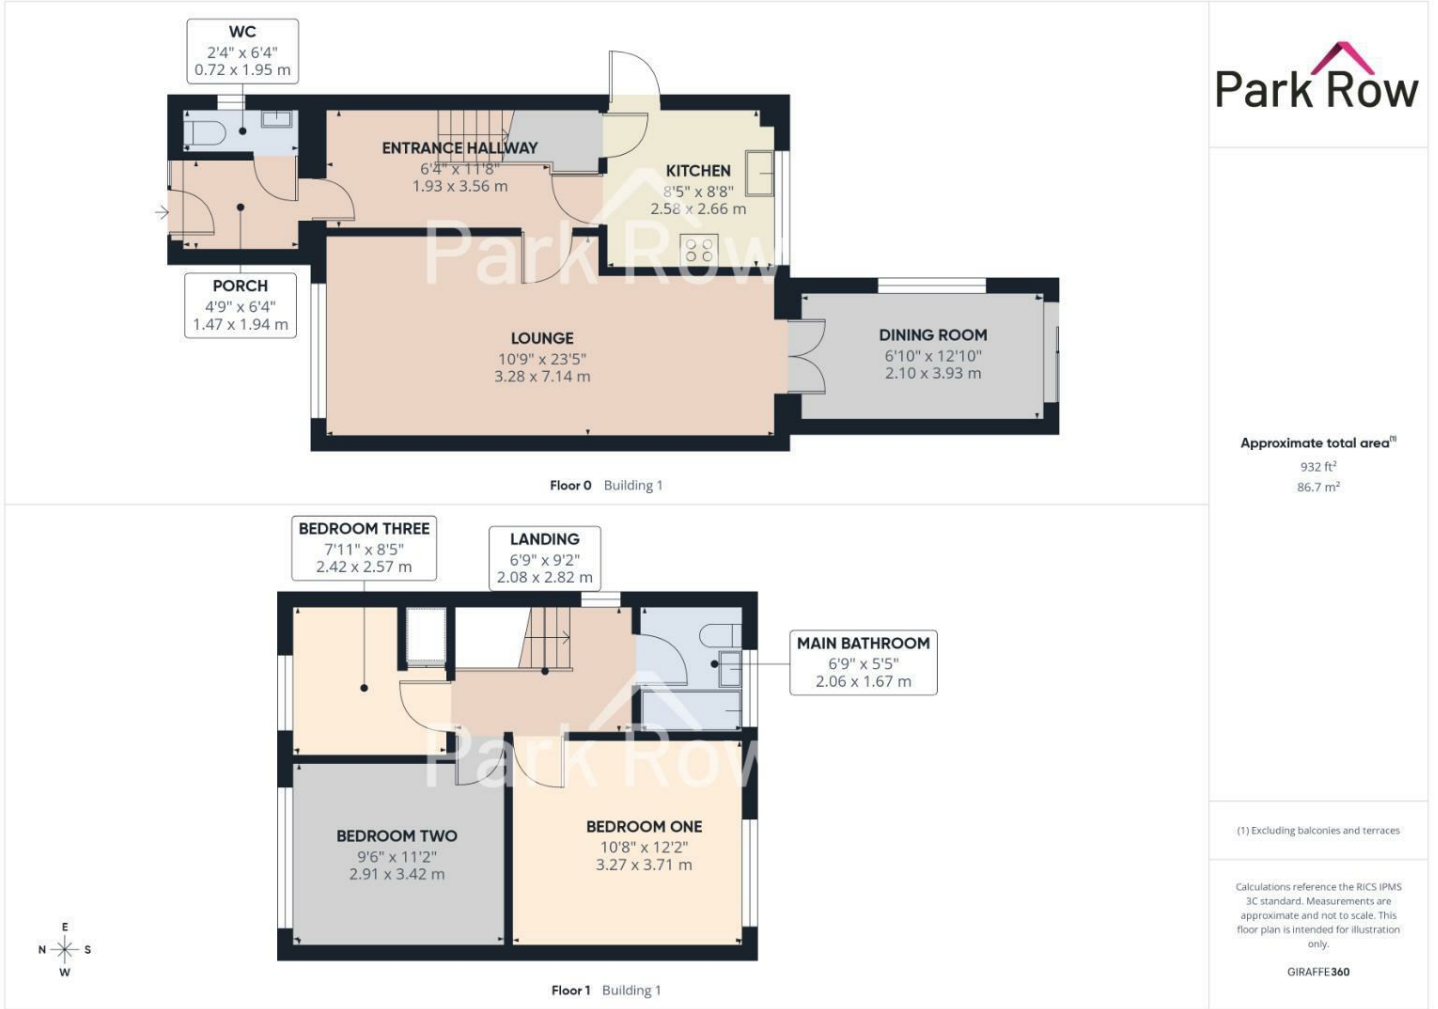 WC
2'4" x 6'4"
0.72 x 1.95 m
ENTRANCE HALLWAY
6'4" x 11'8"
1.93 x 3.56 m
KITCHEN
8'5" x 8'8"
2.58 x 2.66 m
PORCH
4'9" x 6'4"
1.47 x 1.94 m
LOUNGE
10'9" x 23'5"
3.28 x 7.14 m
DINING ROOM
6'10" x 12'10"
2.10 x 3.93 m
Park Row
Floor 0 Building 1
BEDROOM THREE
7'11" x 8'5"
2.42 x 2.57 m
LANDING
6'9" x 9'2"
2.08 x 2.82 m
MAIN BATHROOM
6'9" x 5'5"
2.06 x 1.67 m
BEDROOM TWO
9'6" x 11'2"
2.91 x 3.42 m
BEDROOM ONE
10'8" x 12'2"
3.27 x 3.71 m
Park Row
E
N S
W
Floor 1 Building 1
Park Row
Approximate total area(1)
932 ft²
86.7 m²
(1) Excluding balconies and terraces
Calculations reference the RICS IPMS
3C standard. Measurements are
approximate and not to scale. This
floor plan is intended for illustration
only.
GIRAFFE360